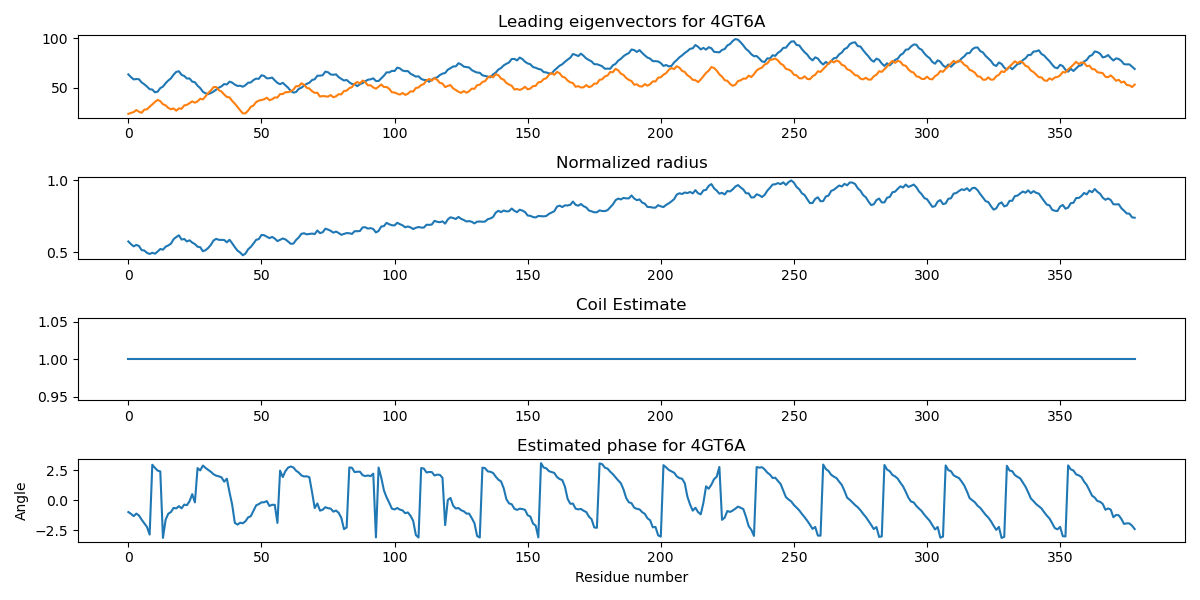 Leading eigenvectors for 4GT6A
100
50
0 50 100 150 200 250 300 350
Normalized radius
1.0
0.5
0 50 100 150 200 250 300 350
Coil Estimate
1.05
1.00
0.95
0 50 100 150 200 250 300 350
Estimated phase for 4GT6A
Angle
2.5
0.0
−2.5
0 50 100 150 200 250 300 350
Residue number